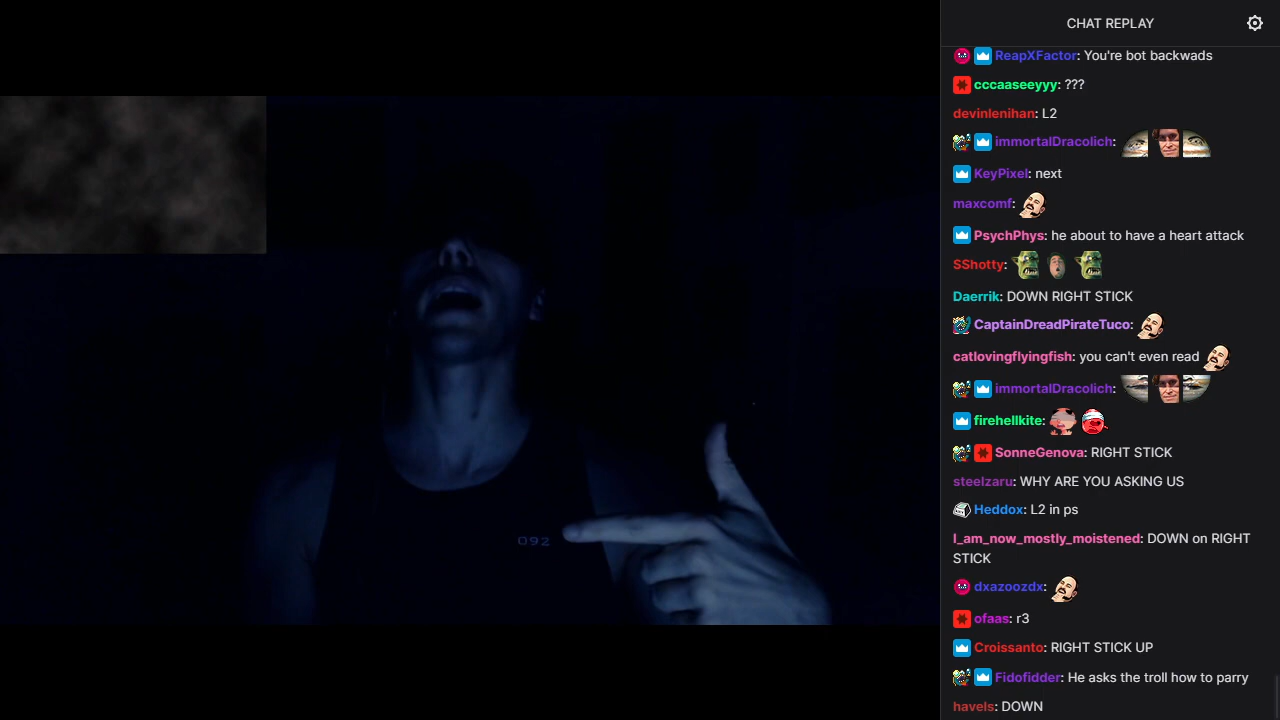 CHAT REPLAY
ReapXFactor: You're bot backwads
cccaaseeyyy: ???
devinlenihan: L2
immortalDracolich:
KeyPixel: next
maxcomf:
PsychPhys: he about to have a heart attack
SShotty:
Daerrik: DOWN RIGHT STICK
CaptainDreadPirateTuco:
catlovingflyingfish: you can't even read
immortalDracolich:
firehellkite:
SonneGenova: RIGHT STICK
steelzaru: WHY ARE YOU ASKING US
Heddox: L2 in ps
I_am_now_mostly_moistened: DOWN on RIGHT
STICK
dxazoozdx:
ofaas: r3
Croissanto: RIGHT STICK UP
Fidofidder: He asks the troll how to parry
havels: DOWN
092